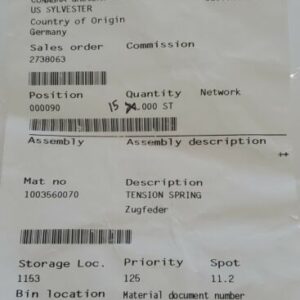 US SYLVESTER
Country of Origin
Germany
Sales order Commission
2738063
Position Quantity Network
000090 15 .000 ST
Assembly Assembly description
++
Mat no Description
1003560070 TENSION SPRING
Zugfeder
Storage Loc. Priority Spot
1153 125 11.2
Bin location Material document number